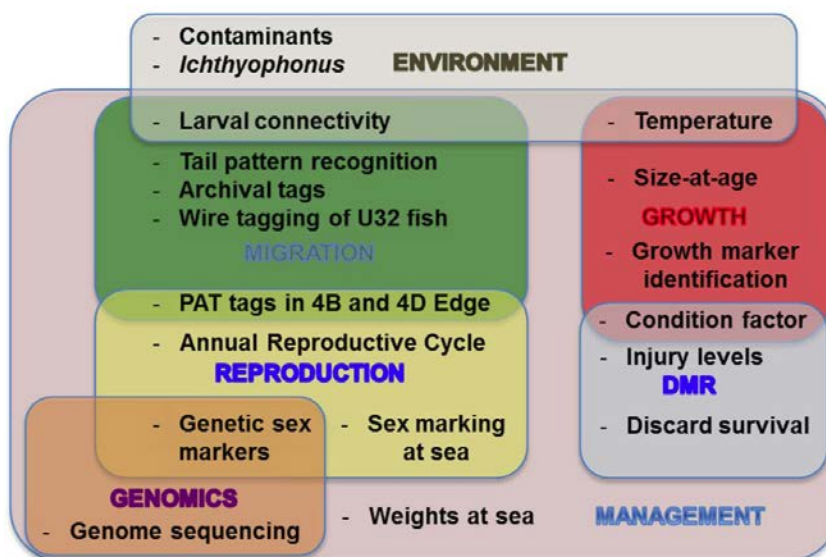 - Contaminants
- Ichthyophonus
ENVIRONMENT
- Larval connectivity
- Temperature
- Tail pattern recognition
- Archival tags
- Wire tagging of U32 fish
MIGRATION
- Size-at-age
GROWTH
- Growth marker
identification
- PAT tags in 4B and 4D Edge
- Condition factor
- Annual Reproductive Cycle
REPRODUCTION
- Injury levels
DMR
- Discard survival
- Genetic sex
markers
- Sex marking
at sea
GENOMICS
- Genome sequencing
- Weights at sea
MANAGEMENT